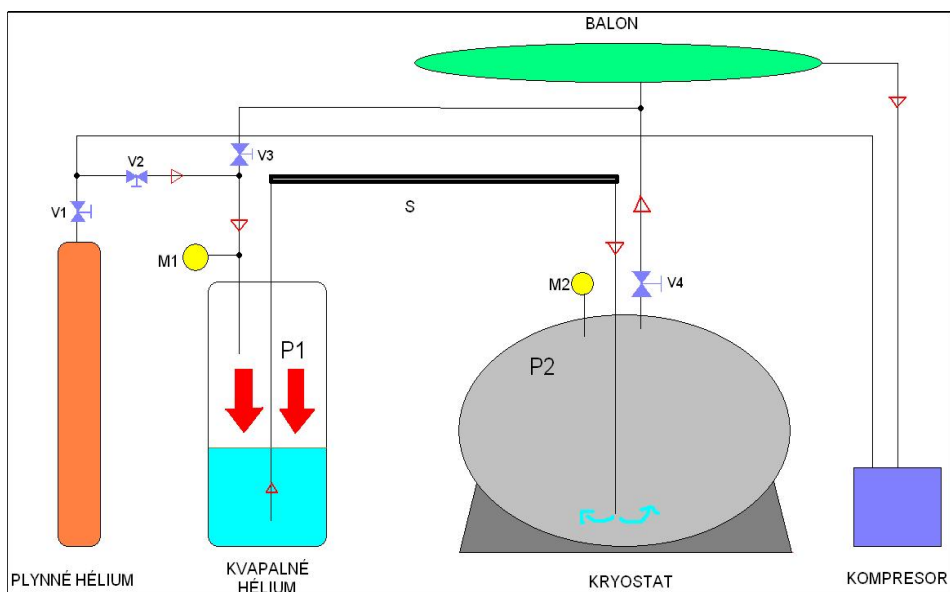 BALON
V2
V3
V1
S
M1
M2
V4
P1
P2
PLYNNÉ HÉLIUM
KVAPALNÉ
HÉLIUM
KRYOSTAT
KOMPRESOR